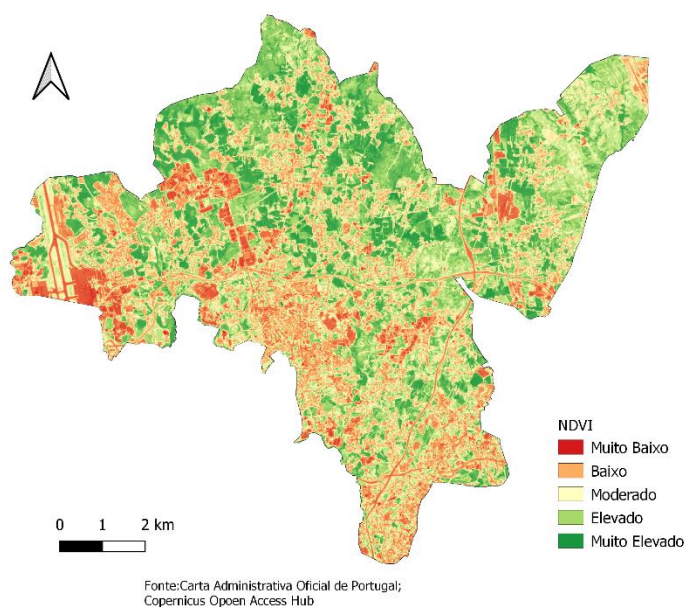 NDVI
Muito Baixo
Baixo
Moderado
Elevado
Muito Elevado
0 1 2 km
Fonte:Carta Administrativa Oficial de Portugal;
Copernicus Opoen Access Hub